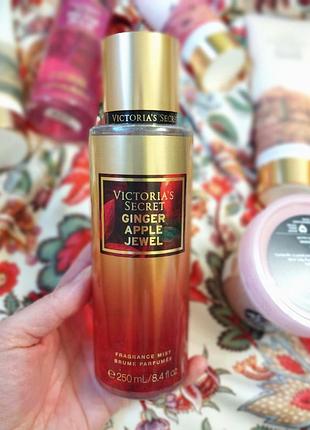 VICTORIA'S SECRET
VICTORIA'S
SECRET
GINGER
APPLE
JEWEL
FRAGRANCE MIST
BRUME PARFUMÉE
℮ 250 mL/8.4 fl oz